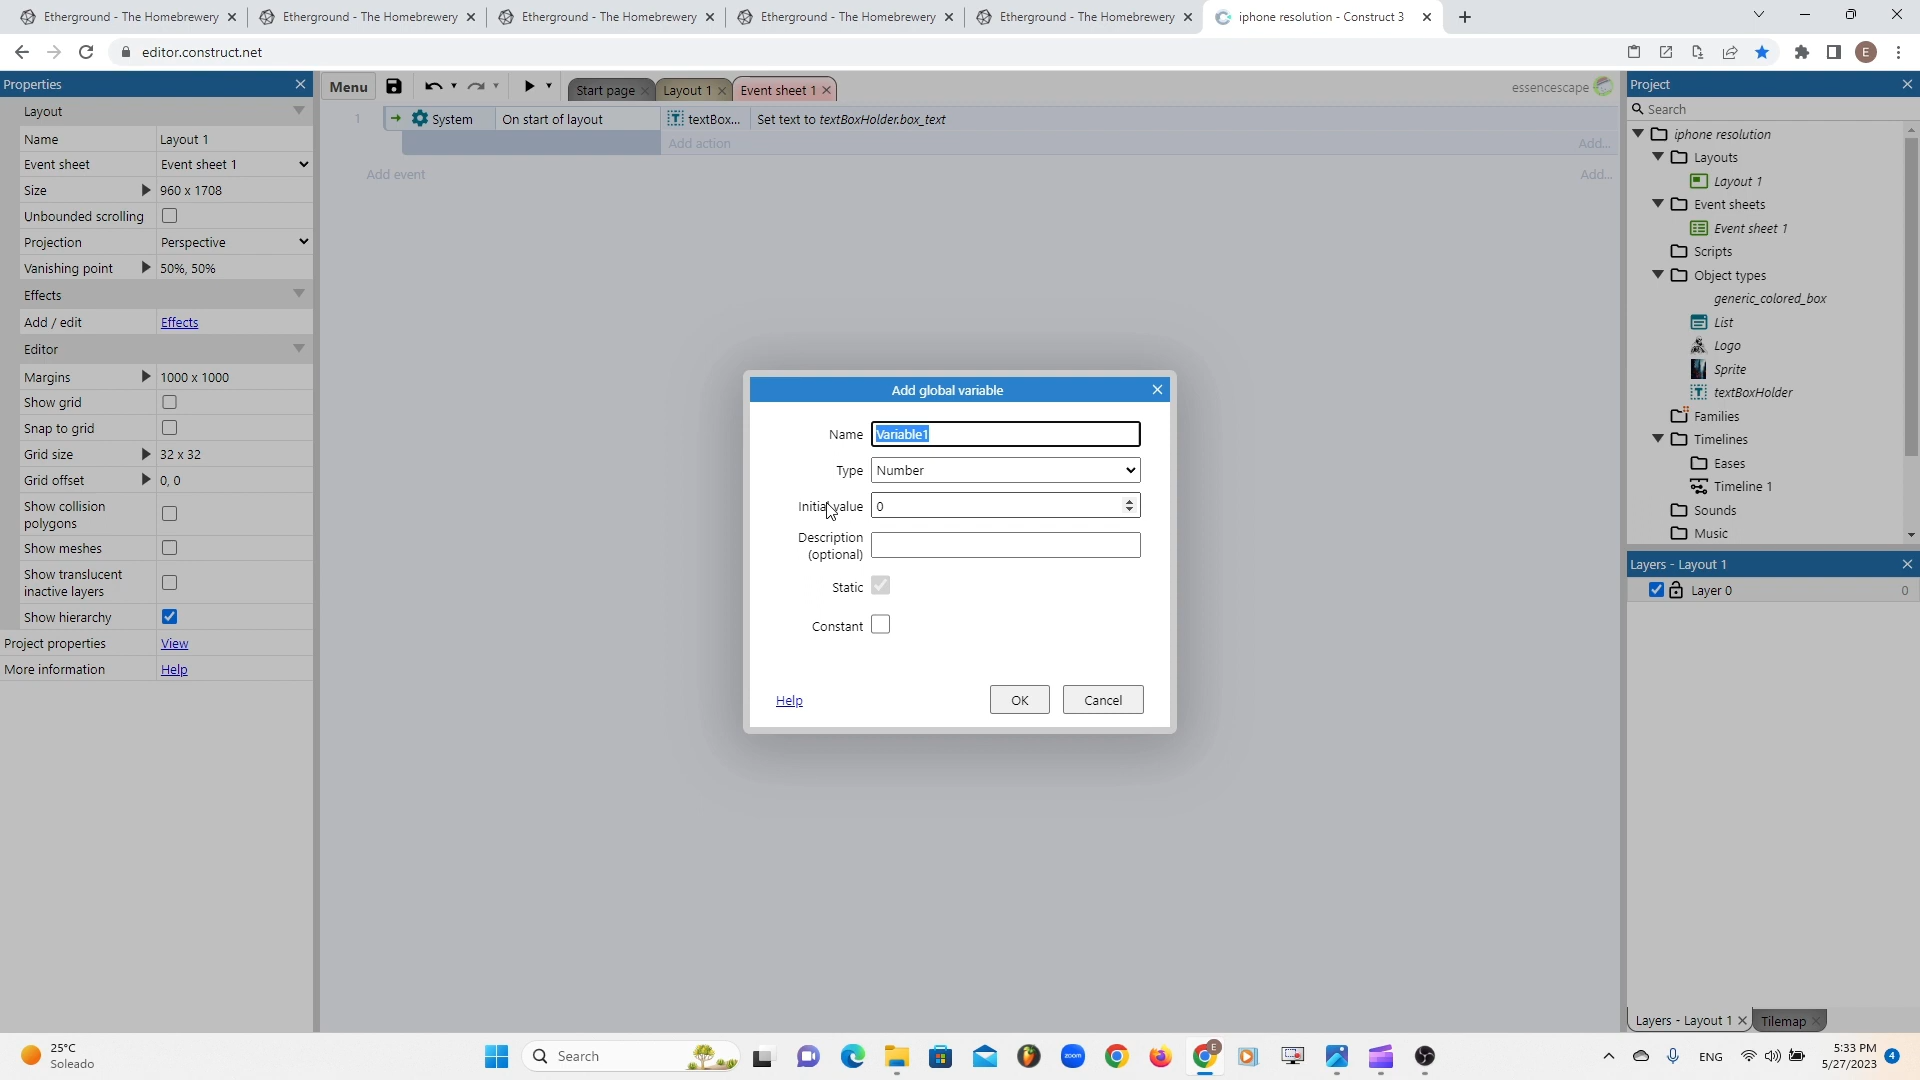 Etherground - The Homebrewery
Etherground - The Homebrewery
Etherground - The Homebrewery
Etherground - The Homebrewery
Etherground - The Homebrewery
iphone resolution - Construct 3
editor.construct.net
E
Properties
Menu
Start page
Layout 1
Event sheet 1
essencescape
Project
Layout
1
System
On start of layout
textBox...
Set text to textBoxHolder.box_text
Search
Name
Layout 1
Add action
Add...
iphone resolution
Event sheet
Event sheet 1
Add event
Add...
Layouts
Size
960 x 1708
Layout 1
Unbounded scrolling
Event sheets
Projection
Perspective
Event sheet 1
Vanishing point
50%, 50%
Scripts
Effects
Object types
Add / edit
Effects
generic_colored_box
Editor
List
Margins
1000 x 1000
Logo
Show grid
Sprite
Snap to grid
textBoxHolder
Grid size
32 x 32
Families
Grid offset
0, 0
Timelines
Show collision
polygons
Eases
Show meshes
Timeline 1
Show translucent
inactive layers
Sounds
Show hierarchy
Music
Project properties
View
More information
Help
Add global variable
Name
Variable1
Type
Number
Initial value
0
Description
(optional)
Static
Constant
Help
OK
Cancel
Layers - Layout 1
Layer 0
0
Layers - Layout 1
Tilemap
25°C
Soleado
Search
zoom
E
ENG
5:33 PM
5/27/2023
4